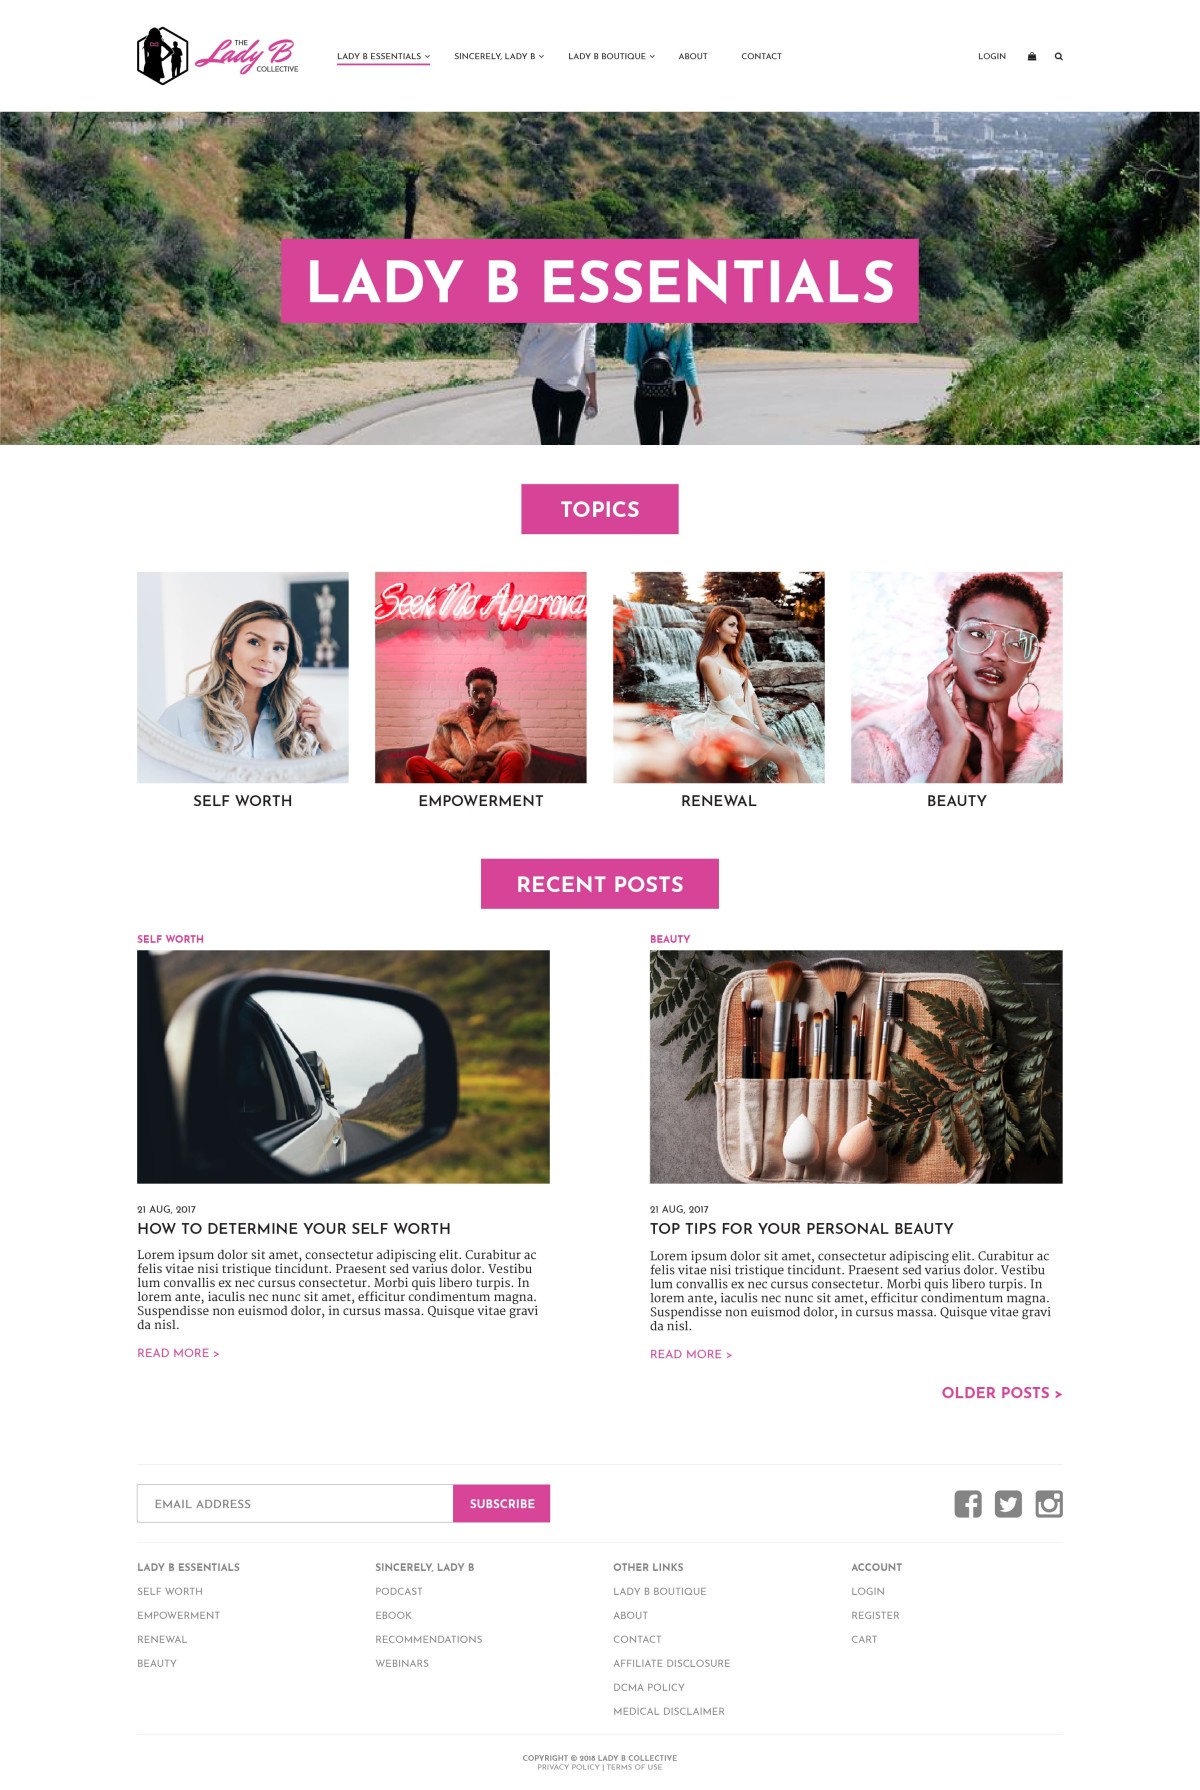 THE
Lady B
COLLECTIVE
LADY B ESSENTIALS
SINCERELY, LADY B
LADY B BOUTIQUE
ABOUT
CONTACT
LOGIN
LADY B ESSENTIALS
TOPICS
Seek No Approval
SELF WORTH
EMPOWERMENT
RENEWAL
BEAUTY
RECENT POSTS
SELF WORTH
21 AUG, 2017
HOW TO DETERMINE YOUR SELF WORTH
Lorem ipsum dolor sit amet, consectetur adipiscing elit. Curabitur ac
felis vitae nisi tristique tincidunt. Praesent sed varius dolor. Vestibu
lum convallis ex nec cursus consectetur. Morbi quis libero turpis. In
lorem ante, iaculis nec nunc sit amet, efficitur condimentum magna.
Suspendisse non euismod dolor, in cursus massa. Quisque vitae gravi
da nisl.
READ MORE >
BEAUTY
21 AUG, 2017
TOP TIPS FOR YOUR PERSONAL BEAUTY
Lorem ipsum dolor sit amet, consectetur adipiscing elit. Curabitur ac
felis vitae nisi tristique tincidunt. Praesent sed varius dolor. Vestibu
lum convallis ex nec cursus consectetur. Morbi quis libero turpis. In
lorem ante, iaculis nec nunc sit amet, efficitur condimentum magna.
Suspendisse non euismod dolor, in cursus massa. Quisque vitae gravi
da nisl.
READ MORE >
OLDER POSTS >
EMAIL ADDRESS
SUBSCRIBE
LADY B ESSENTIALS
SELF WORTH
EMPOWERMENT
RENEWAL
BEAUTY
SINCERELY, LADY B
PODCAST
EBOOK
RECOMMENDATIONS
WEBINARS
OTHER LINKS
LADY B BOUTIQUE
ABOUT
CONTACT
AFFILIATE DISCLOSURE
DCMA POLICY
MEDICAL DISCLAIMER
ACCOUNT
LOGIN
REGISTER
CART
COPYRIGHT © 2018 LADY B COLLECTIVE
PRIVACY POLICY | TERMS OF USE